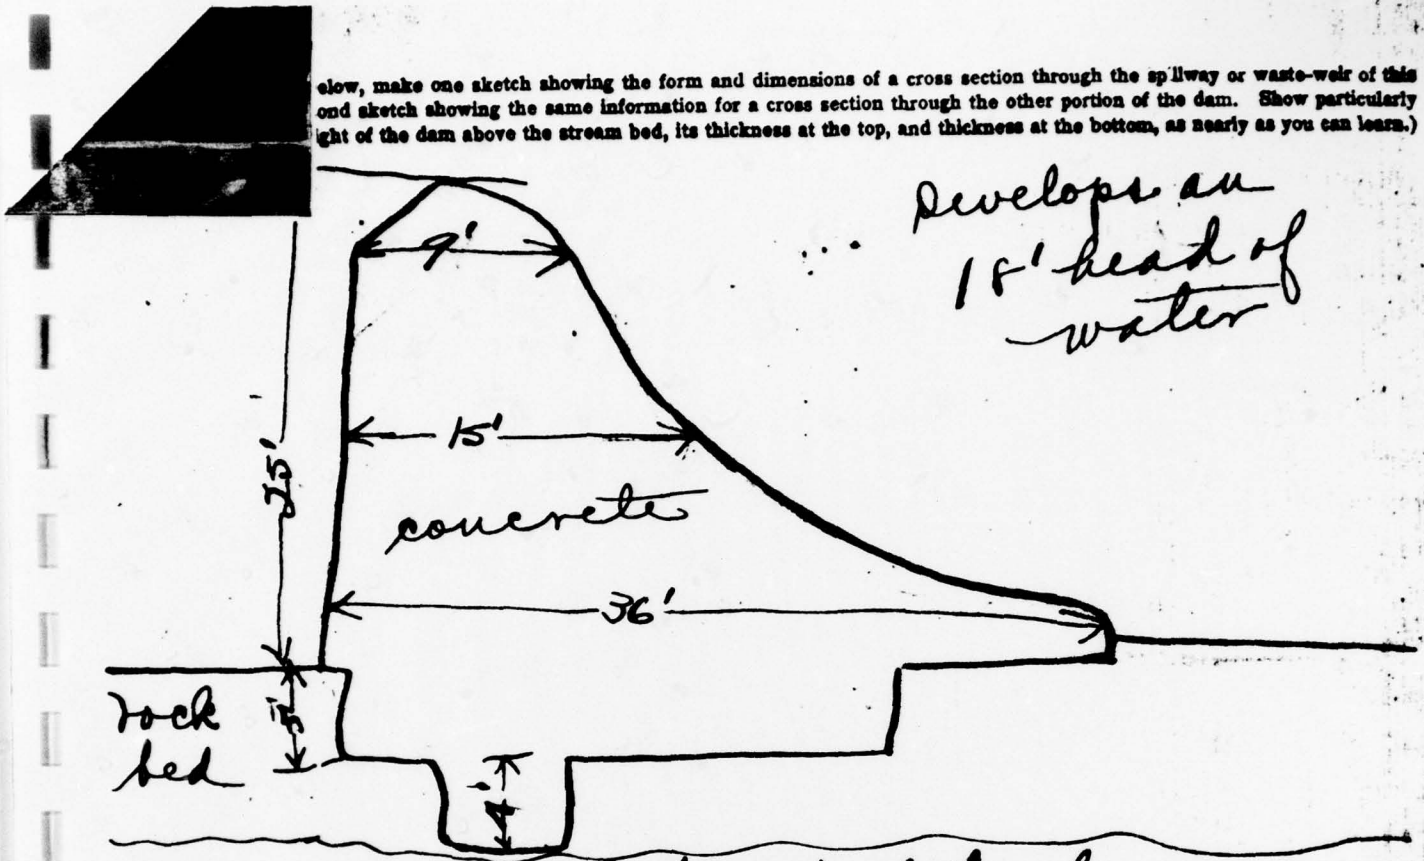 elow, make one sketch showing the form and dimensions of a cross section through the spillway or waste-weir of this
ond sketch showing the same information for a cross section through the other portion of the dam. Show particularly
ight of the dam above the stream bed, its thickness at the top, and thickness at the bottom, as nearly as you can learn.)
Develops an
18' head of
water
9'
15'
25'
concrete
36'
rock
bed
4'